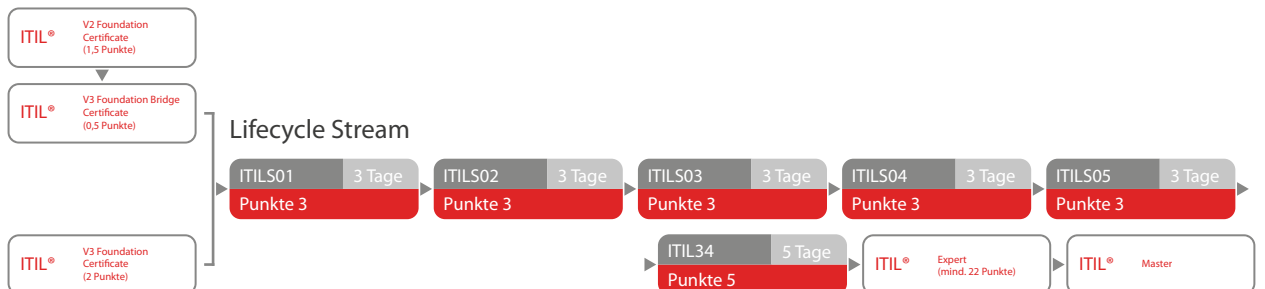 ITIL®
V2 Foundation
Certificate
(1,5 Punkte)
ITIL®
V3 Foundation Bridge
Certificate
(0,5 Punkte)
ITIL®
V3 Foundation
Certificate
(2 Punkte)
Lifecycle Stream
ITILS01 3 Tage
Punkte 3
ITILS02 3 Tage
Punkte 3
ITILS03 3 Tage
Punkte 3
ITILS04 3 Tage
Punkte 3
ITILS05 3 Tage
Punkte 3
ITIL34 5 Tage
Punkte 5
ITIL®
Expert
(mind. 22 Punkte)
ITIL®
Master